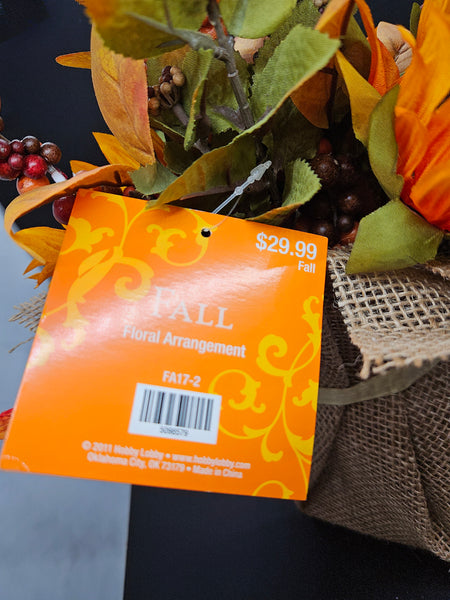 $29.99
Fall
FALL
Floral Arrangement
FA17-2
5098579
© 2011 Hobby Lobby • www.hobbylobby.com
Oklahoma City, OK 73179 • Made in China